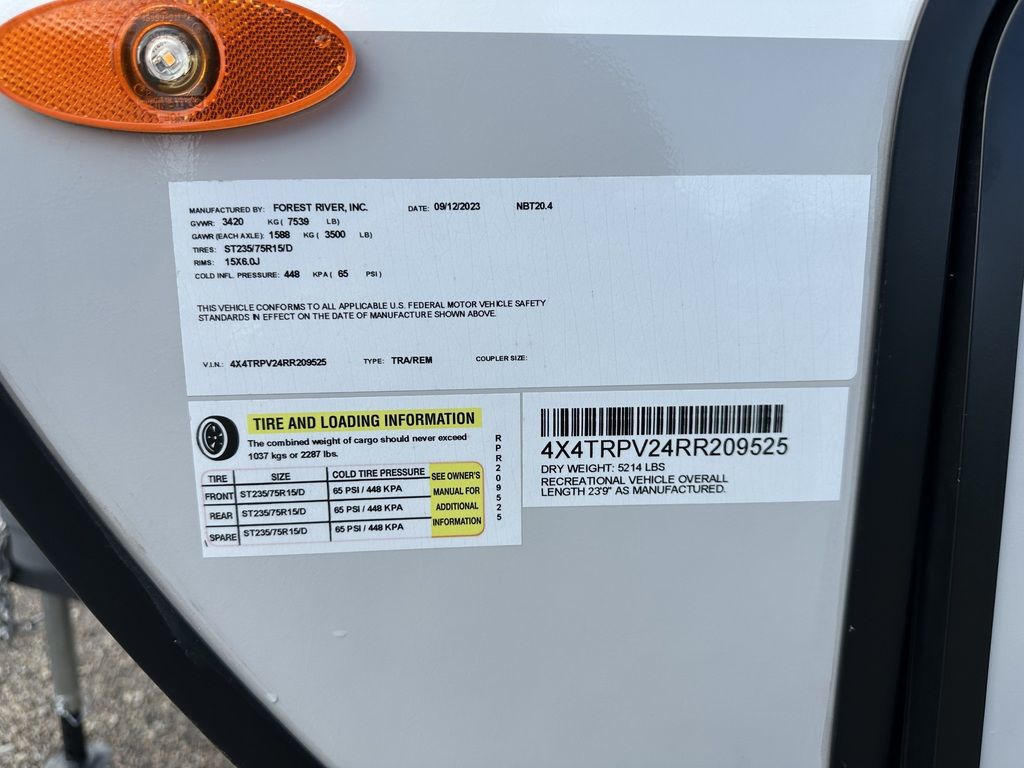 MANUFACTURED BY: FOREST RIVER, INC. DATE: 09/12/2023 NBT20.4
GVWR: 3420 KG ( 7539 LB)
GAWR (EACH AXLE): 1588 KG ( 3500 LB)
TIRES: ST235/75R15/D
RIMS: 15X6.0J
COLD INFL. PRESSURE: 448 KPA ( 65 PSI )
THIS VEHICLE CONFORMS TO ALL APPLICABLE U.S. FEDERAL MOTOR VEHICLE SAFETY
STANDARDS IN EFFECT ON THE DATE OF MANUFACTURE SHOWN ABOVE.
V.I.N.: 4X4TRPV24RR209525 TYPE: TRA/REM COUPLER SIZE:
TIRE AND LOADING INFORMATION
The combined weight of cargo should never exceed
1037 kgs or 2287 lbs.
TIRE SIZE COLD TIRE PRESSURE
FRONT ST235/75R15/D 65 PSI / 448 KPA
REAR ST235/75R15/D 65 PSI / 448 KPA
SPARE ST235/75R15/D 65 PSI / 448 KPA
SEE OWNER'S
MANUAL FOR
ADDITIONAL
INFORMATION
RPRR209525
4X4TRPV24RR209525
DRY WEIGHT: 5214 LBS
RECREATIONAL VEHICLE OVERALL
LENGTH 23'9" AS MANUFACTURED.